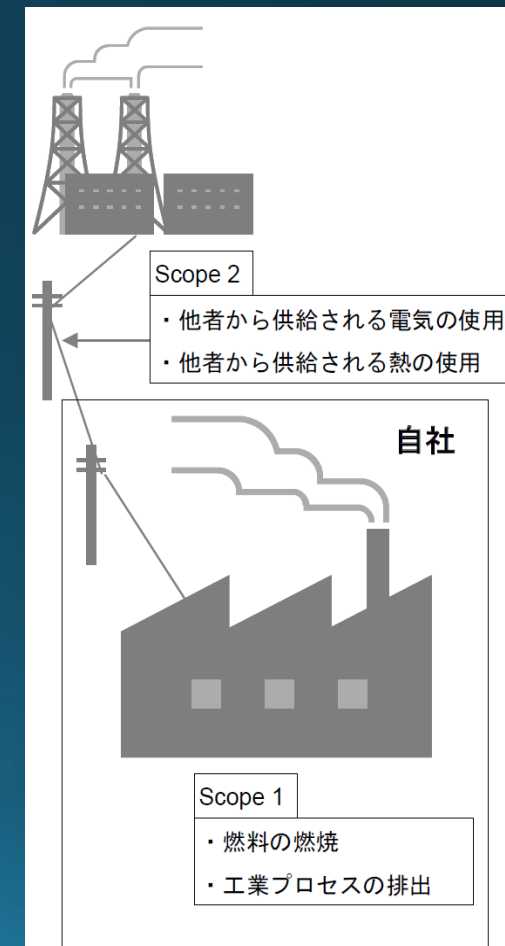 Scope 2
・他者から供給される電気の使用
・他者から供給される熱の使用
自社
Scope 1
・燃料の燃焼
・工業プロセスの排出